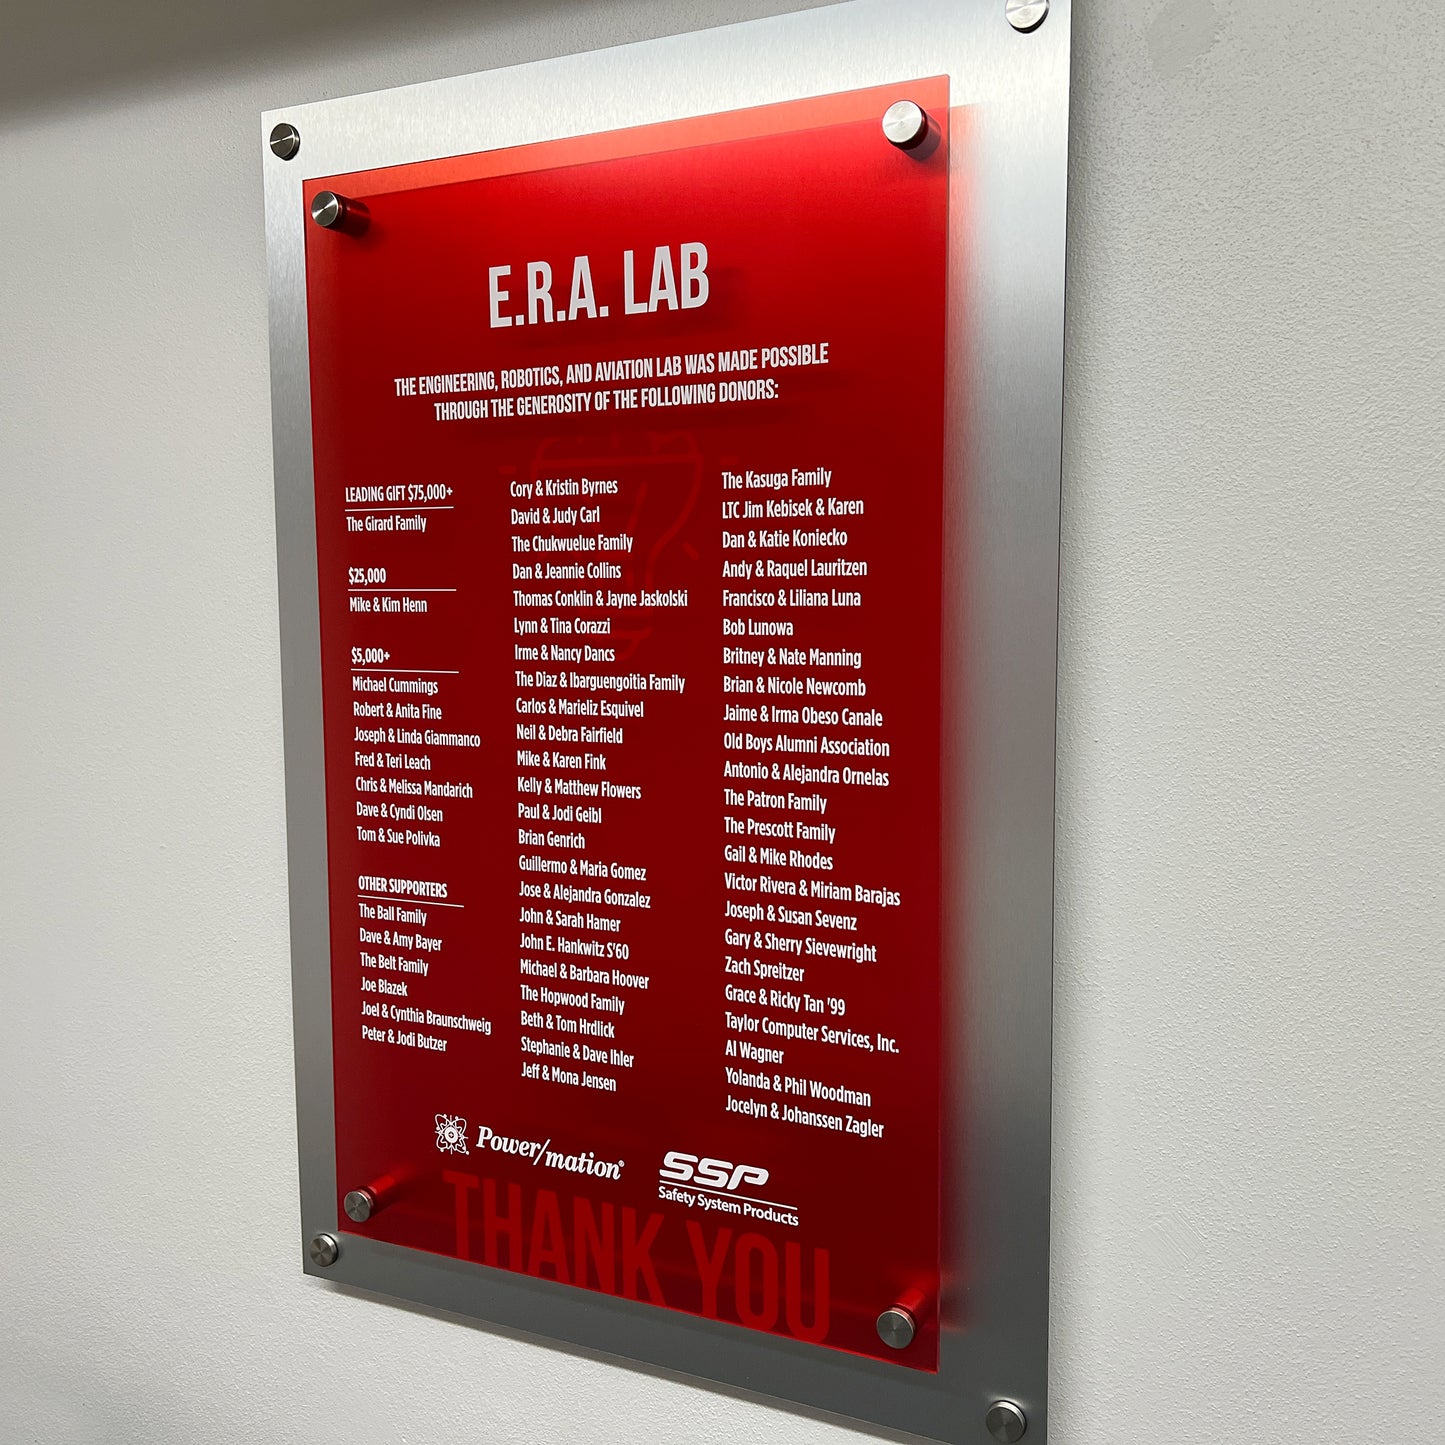 E.R.A. LAB
THE ENGINEERING, ROBOTICS, AND AVIATION LAB WAS MADE POSSIBLE
THROUGH THE GENEROSITY OF THE FOLLOWING DONORS:
LEADING GIFT $75,000+
The Girard Family
$25,000
Mike & Kim Henn
$5,000+
Michael Cummings
Robert & Anita Fine
Joseph & Linda Giammanco
Fred & Teri Leach
Chris & Melissa Mandarich
Dave & Cyndi Olsen
Tom & Sue Polivka
OTHER SUPPORTERS
The Ball Family
Dave & Amy Bayer
The Belt Family
Joe Blazek
Joel & Cynthia Braunschweig
Peter & Jodi Butzer
Cory & Kristin Byrnes
David & Judy Carl
The Chukwuelue Family
Dan & Jeannie Collins
Thomas Conklin & Jayne Jaskolski
Lynn & Tina Corazzi
Irme & Nancy Dancs
The Diaz & Ibarguengoitia Family
Carlos & Marieliz Esquivel
Neil & Debra Fairfield
Mike & Karen Fink
Kelly & Matthew Flowers
Paul & Jodi Geibl
Brian Genrich
Guillermo & Maria Gomez
Jose & Alejandra Gonzalez
John & Sarah Hamer
John E. Hankwitz S'60
Michael & Barbara Hoover
The Hopwood Family
Beth & Tom Hrdlick
Stephanie & Dave Ihler
Jeff & Mona Jensen
The Kasuga Family
LTC Jim Kebisek & Karen
Dan & Katie Koniecko
Andy & Raquel Lauritzen
Francisco & Liliana Luna
Bob Lunowa
Britney & Nate Manning
Brian & Nicole Newcomb
Jaime & Irma Obeso Canale
Old Boys Alumni Association
Antonio & Alejandra Ornelas
The Patron Family
The Prescott Family
Gail & Mike Rhodes
Victor Rivera & Miriam Barajas
Joseph & Susan Sevenz
Gary & Sherry Sievewright
Zach Spreitzer
Grace & Ricky Tan '99
Taylor Computer Services, Inc.
Al Wagner
Yolanda & Phil Woodman
Jocelyn & Johanssen Zagler
Power/mation®
SSP
Safety System Products
THANK YOU